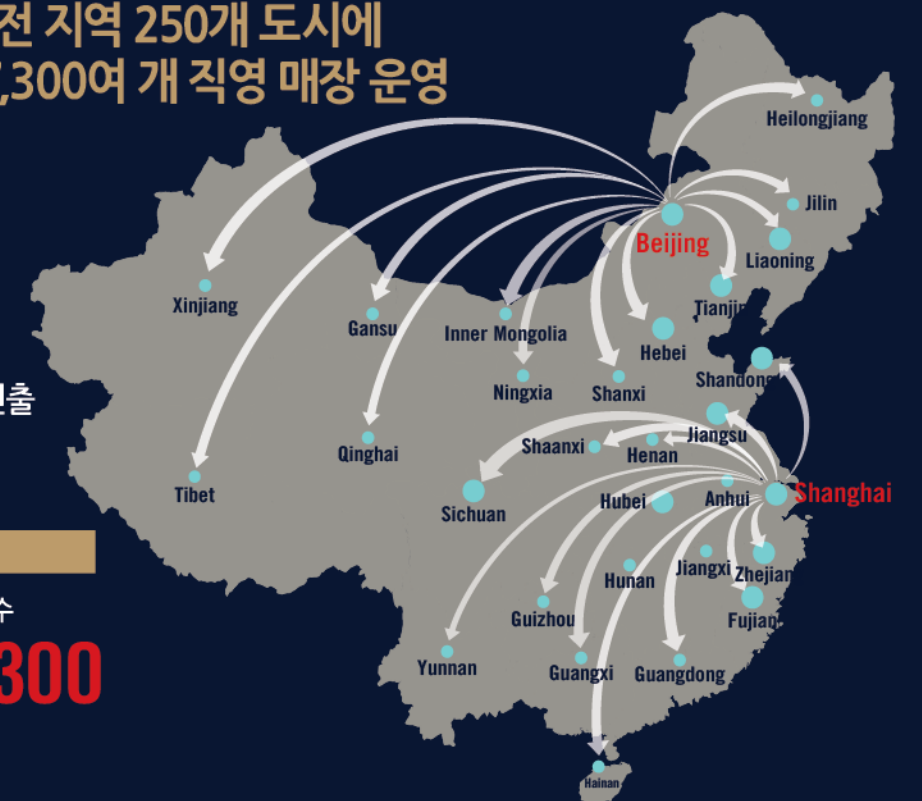 전 지역 250개 도시에
,300여 개 직영 매장 운영
Heilongjiang
Jilin
Beijing
Liaoning
Xinjiang
Tianjin
Gansu
Inner Mongolia
Hebei
Ningxia
Shanxi
Shandong
출
Jiangsu
Shaanxi
Henan
Qinghai
Tibet
Sichuan
Hubei
Anhui
Shanghai
Hunan
Jiangxi
Zhejian
수
Guizhou
Fujian
300
Yunnan
Guangxi
Guangdong
Hainan